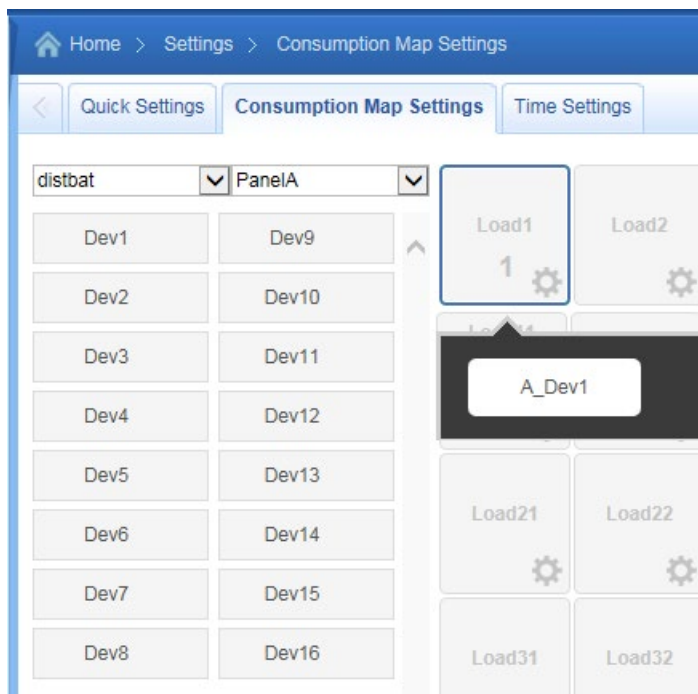 Home > Settings > Consumption Map Settings
Quick Settings Consumption Map Settings Time Settings
distbat PanelA
Dev1 Dev9
Dev2 Dev10
Dev3 Dev11
Dev4 Dev12
Dev5 Dev13
Dev6 Dev14
Dev7 Dev15
Dev8 Dev16
Load1 Load2
1
A_Dev1
Load21 Load22
Load31 Load32